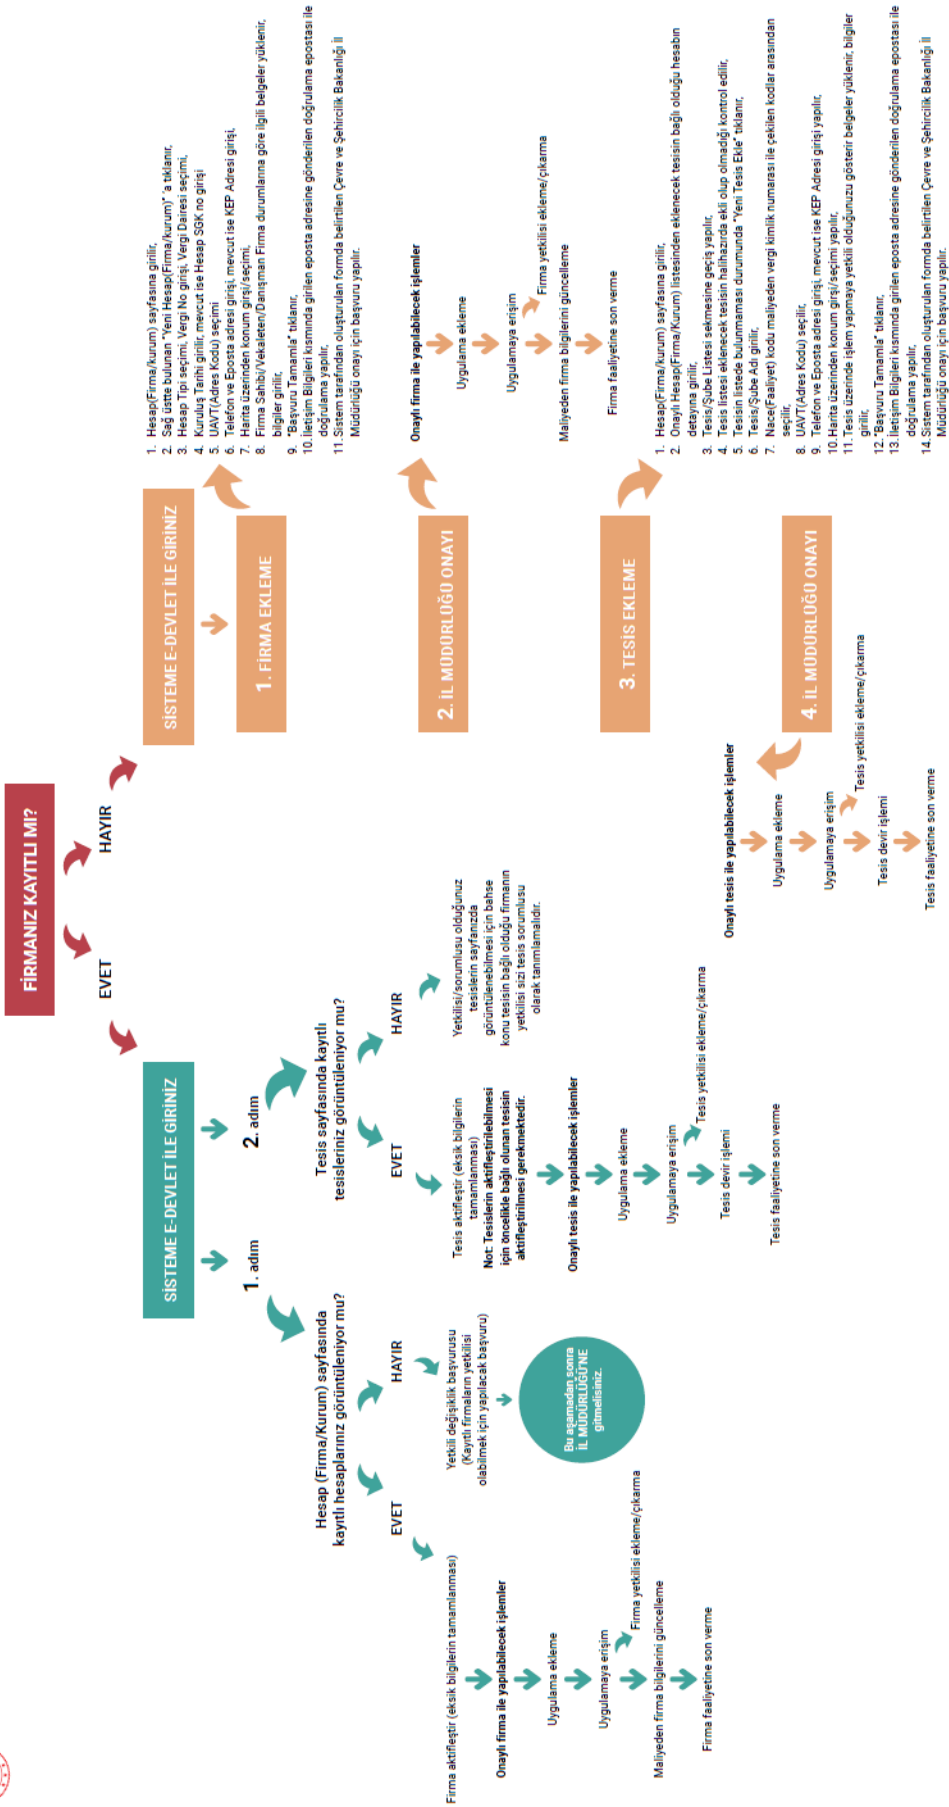 FİRMANIZ KAYITLI MI?
EVET
HAYIR
SİSTEME E-DEVLET İLE GİRİNİZ
1. adım
2. adım
Hesap (Firma/Kurum) sayfasında
kayıtlı hesaplarınız görüntüleniyor mu?
EVET
HAYIR
Firma aktifleştir (eksik bilgilerin tamamlanması)
Onaylı firma ile yapılabilecek işlemler
Uygulama ekleme
Uygulamaya erişim
Firma yetkilisi ekleme/çıkarma
Maliyeden firma bilgilerini güncelleme
Firma faaliyetine son verme
Yetkili değişiklik başvurusu
(Kayıtlı firmaların yetkilisi
olabilmek için yapılacak başvuru)
Bu aşamadan sonra
İL MÜDÜRLÜĞÜ'NE
gitmelisiniz.
Tesis sayfasında kayıtlı
tesisleriniz görüntüleniyor mu?
EVET
HAYIR
Tesis aktifleştir (eksik bilgilerin
tamamlanması)
Not: Tesislerin aktifleştirilebilmesi
için öncelikle bağlı olunan tesisin
aktifleştirilmesi gerekmektedir.
Onaylı tesis ile yapılabilecek işlemler
Uygulama ekleme
Uygulamaya erişim
Tesis yetkilisi ekleme/çıkarma
Tesis devir işlemi
Tesis faaliyetine son verme
Yetkilisi/sorumlusu olduğunuz
tesislerin sayfanızda
görüntülenebilmesi için bahse
konu tesisin bağlı olduğu firmanın
yetkilisi sizi tesis sorumlusu
olarak tanımlamalıdır.
SİSTEME E-DEVLET İLE GİRİNİZ
1. FİRMA EKLEME
1. Hesap(Firma/kurum) sayfasına girilir,
2. Sağ üstte bulunan "Yeni Hesap(Firma/kurum)" 'a tıklanır,
3. Hesap Tipi seçimi, Vergi No girişi, Vergi Dairesi seçimi,
4. Kuruluş Tarihi girilir, mevcut ise Hesap SGK no girişi
5. UAVT(Adres Kodu) seçimi
6. Telefon ve Eposta adresi girişi, mevcut ise KEP Adresi girişi,
7. Harita üzerinden konum girşi/seçimi,
8. Firma Sahibi/Vekaleten/Danışman Firma durumlarına göre ilgili belgeler yüklenir,
bilgiler girilir,
9. "Başvuru Tamamla" tıklanır,
10. İletişim Bilgileri kısmında girilen eposta adresine gönderilen doğrulama epostası ile
doğrulama yapılır,
11. Sistem tarafından oluşturulan formda belirtilen Çevre ve Şehircilik Bakanlığı İl
Müdürlüğü onayı için başvuru yapılır.
2. İL MÜDÜRLÜĞÜ ONAYI
Onaylı firma ile yapılabilecek işlemler
Uygulama ekleme
Uygulamaya erişim
Firma yetkilisi ekleme/çıkarma
Maliyeden firma bilgilerini güncelleme
Firma faaliyetine son verme
3. TESİS EKLEME
1. Hesap(Firma/kurum) sayfasına girilir,
2. Onaylı Hesap(Firma/Kurum) listesinden eklenecek tesisin bağlı olduğu hesabın
detayına girilir,
3. Tesis/Şube Listesi sekmesine geçiş yapılır,
4. Tesis listesi eklenecek tesisin halihazırda ekli olup olmadığı kontrol edilir,
5. Tesisin listede bulunmaması durumunda "Yeni Tesis Ekle" tıklanır,
6. Tesis/Şube Adı girilir,
7. Nace(Faaliyet) kodu maliyeden vergi kimlik numarası ile çekilen kodlar arasından
seçilir,
8. UAVT(Adres Kodu) seçilir,
9. Telefon ve Eposta adresi girişi, mevcut ise KEP Adresi girişi yapılır,
10. Harita üzerinden konum girşi/seçimi yapılır,
11. Tesis üzerinde işlem yapmaya yetkili olduğunuzu gösterir belgeler yüklenir, bilgiler
girilir,
12. "Başvuru Tamamla" tıklanır,
13. İletişim Bilgileri kısmında girilen eposta adresine gönderilen doğrulama epostası ile
doğrulama yapılır,
14. Sistem tarafından oluşturulan formda belirtilen Çevre ve Şehircilik Bakanlığı İl
Müdürlüğü onayı için başvuru yapılır.
4. İL MÜDÜRLÜĞÜ ONAYI
Onaylı tesis ile yapılabilecek işlemler
Uygulama ekleme
Uygulamaya erişim
Tesis yetkilisi ekleme/çıkarma
Tesis devir işlemi
Tesis faaliyetine son verme